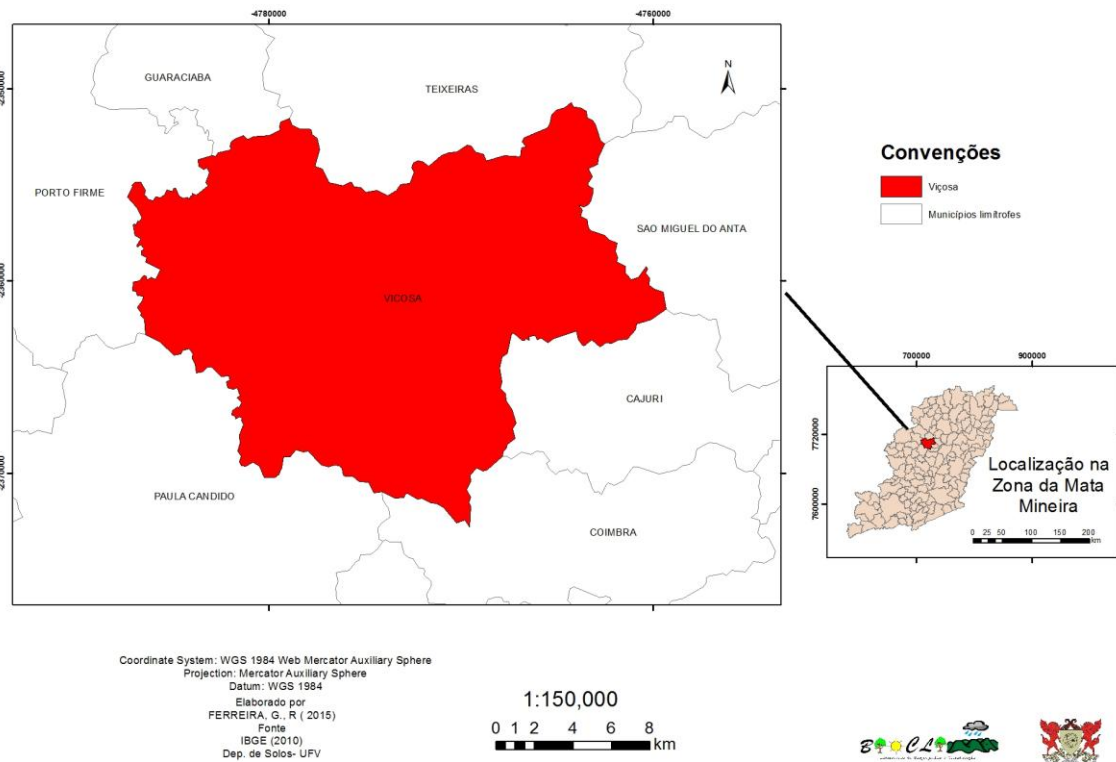 -4780000
-4760000
GUARACIABA
TEIXEIRAS
N
PORTO FIRME
SAO MIGUEL DO ANTA
VICOSA
CAJURI
PAULA CANDIDO
COIMBRA
-2360000
-2370000
Convenções
Viçosa
Municípios limítrofes
700000
900000
7720000
7600000
Localização na
Zona da Mata
Mineira
0 25 50 100 150 200
km
Coordinate System: WGS 1984 Web Mercator Auxiliary Sphere
Projection: Mercator Auxiliary Sphere
Datum: WGS 1984
Elaborado por
FERREIRA, G., R ( 2015)
Fonte
IBGE (2010)
Dep. de Solos- UFV
1:150,000
0 1 2 4 6 8
km